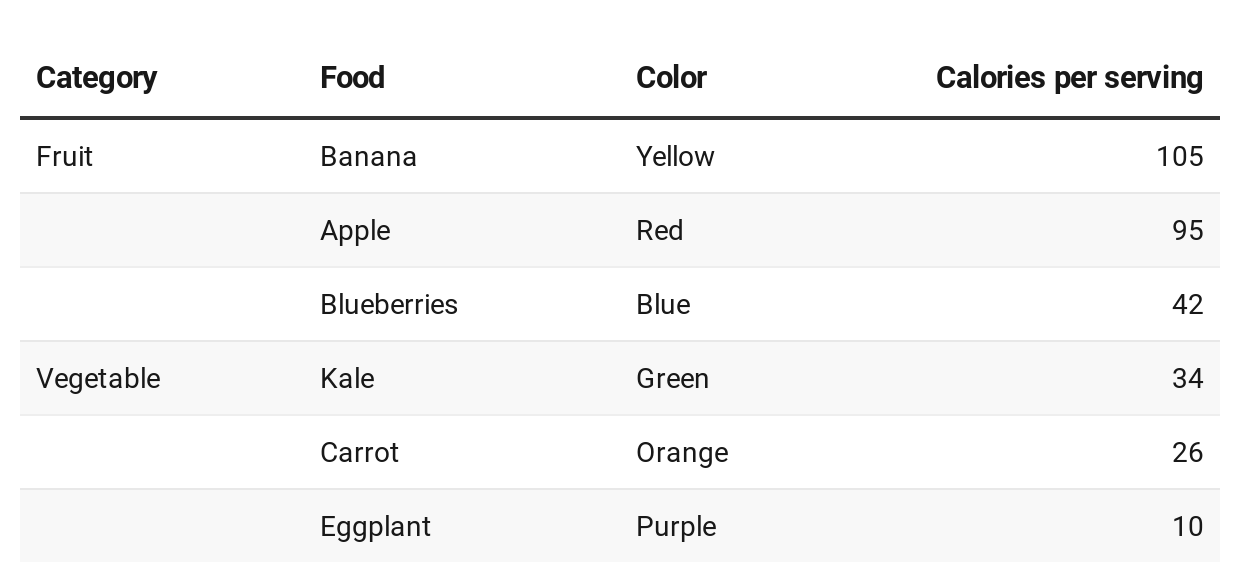 Category Food Color Calories per serving
Fruit Banana Yellow 105
Apple Red 95
Blueberries Blue 42
Vegetable Kale Green 34
Carrot Orange 26
Eggplant Purple 10